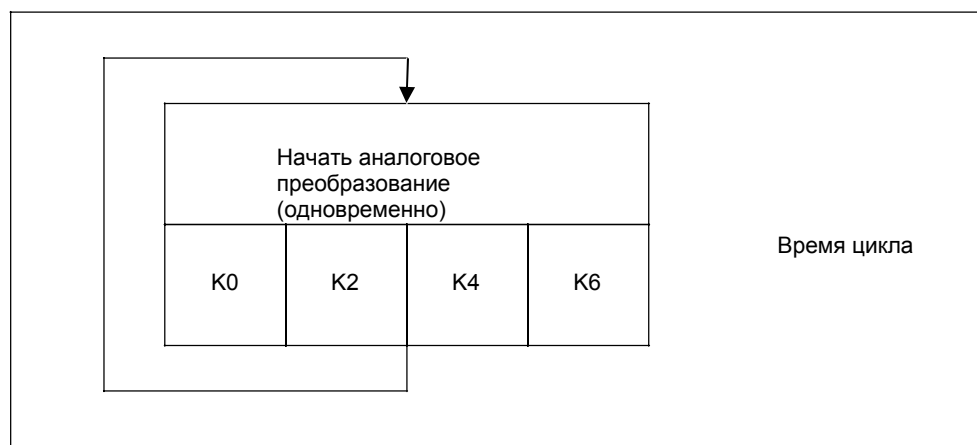 Начать аналоговое
преобразование
(одновременно)
K0 K2 K4 K6
Время цикла